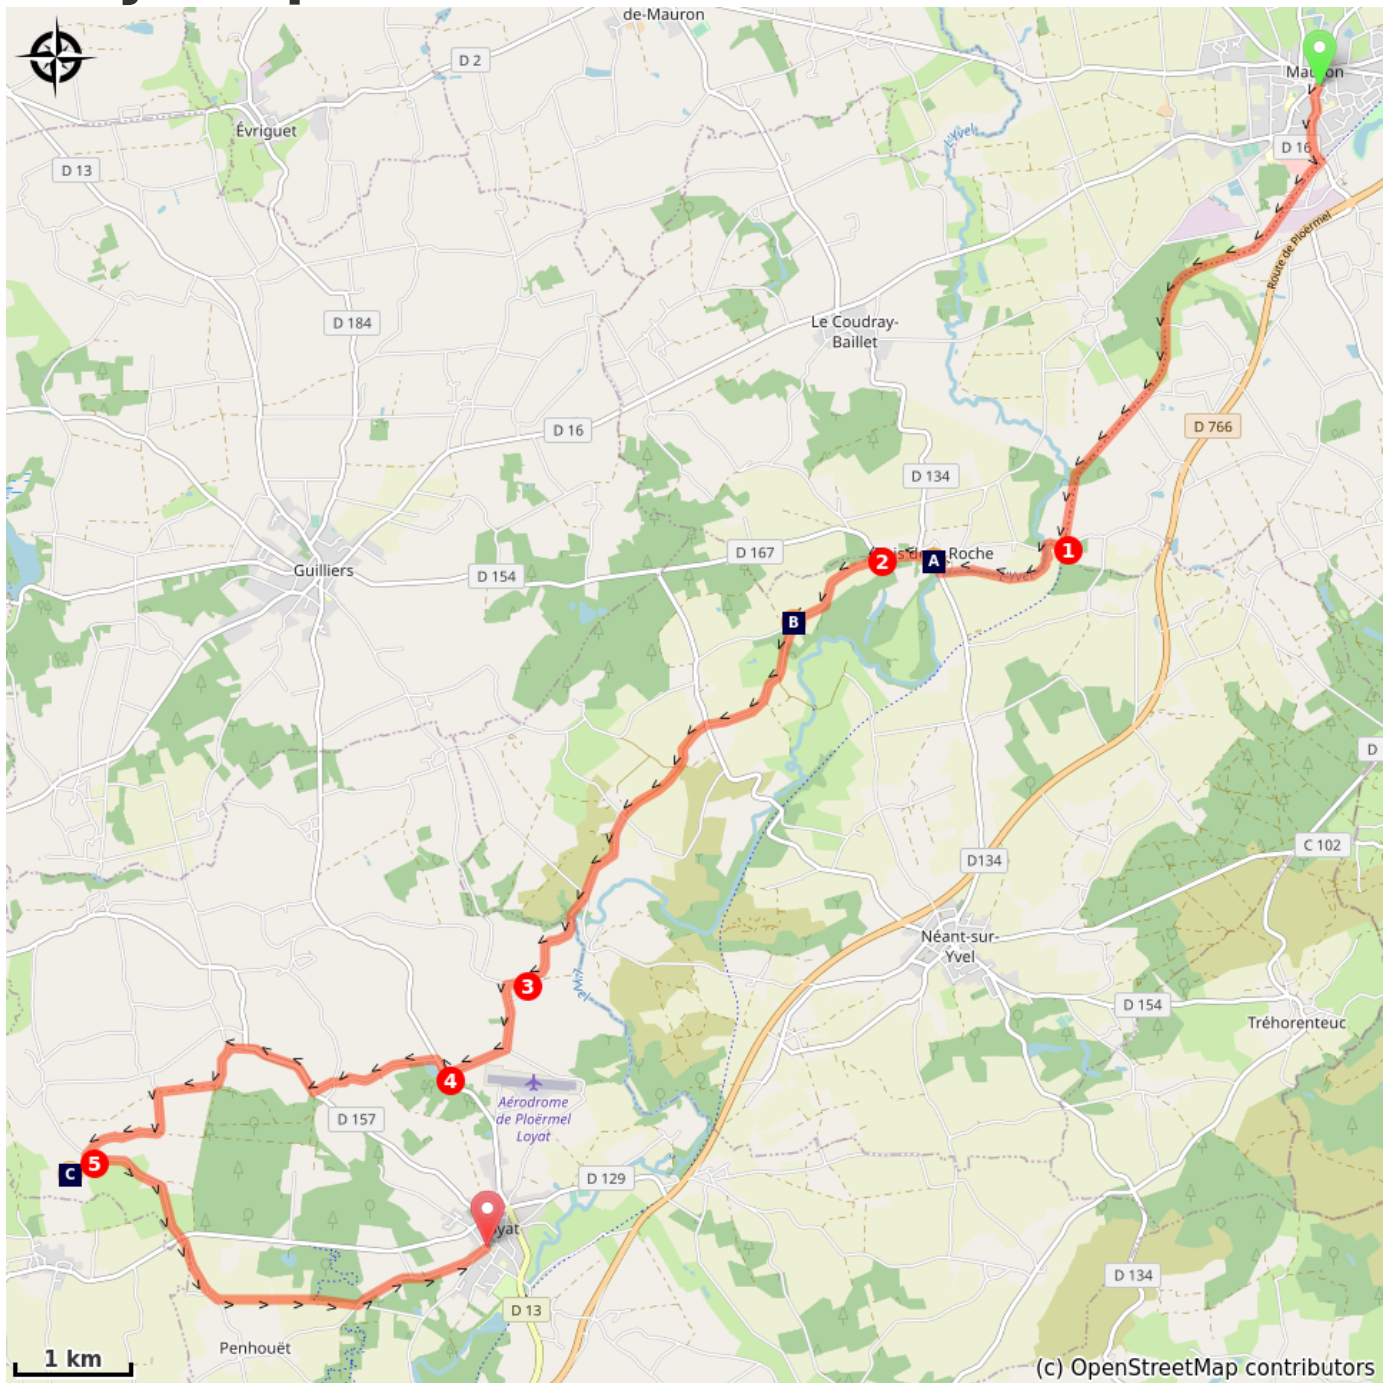 de-Mauron
D 2
Évriguet
L'Yvel
D 16
D 13
Route de Ploërmel
D 184
Le Coudray-
Baillet
D 766
D 16
D 134
D 167
Roche
1
2
A
L'Yvel
Guilliers
D 154
B
D
C 102
D134
Néant-sur-
Yvel
3
D 154
Tréhorenteuc
4
Aérodrome
de Ploërmel
Loyat
D 157
5
C
D 129
D 134
D 13
Penhouët
1 km
(c) OpenStreetMap contributors